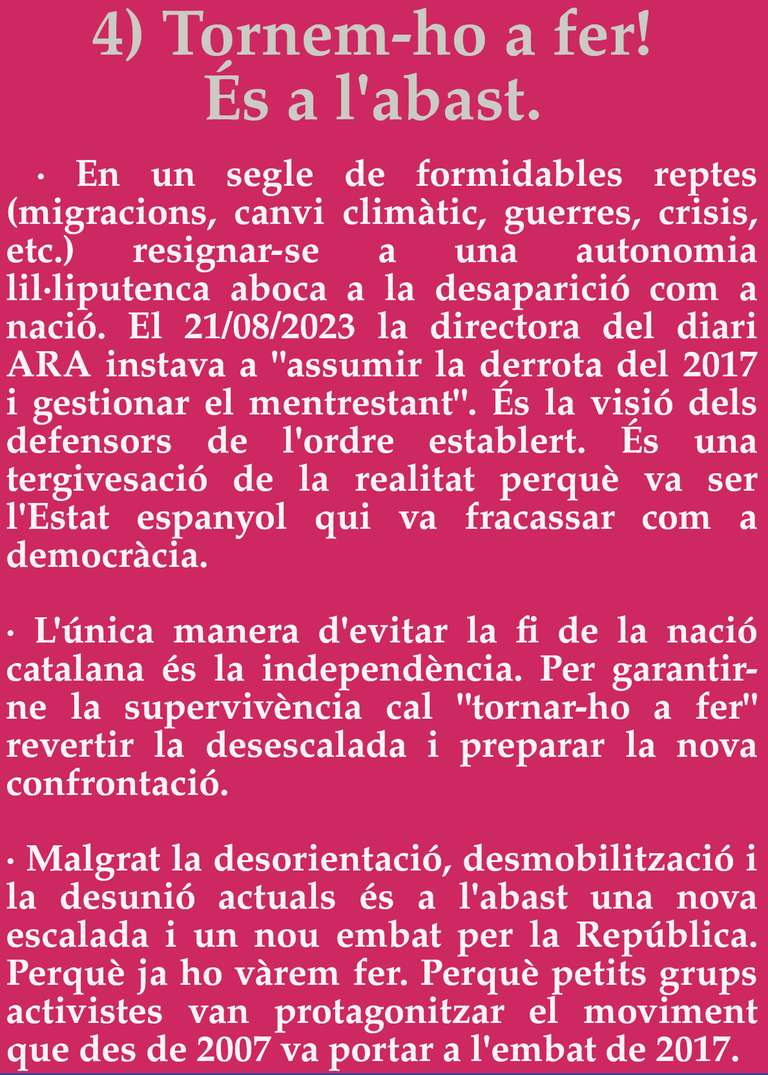 4) Tornem-ho a fer!
És a l'abast.
· En un segle de formidables reptes
(migracions, canvi climàtic, guerres, crisis,
etc.) resignar-se a una autonomia
lil·liputenca aboca a la desaparició com a
nació. El 21/08/2023 la directora del diari
ARA instava a "assumir la derrota del 2017
i gestionar el mentrestant". És la visió dels
defensors de l'ordre establert. És una
tergivesació de la realitat perquè va ser
l'Estat espanyol qui va fracassar com a
democràcia.
· L'única manera d'evitar la fi de la nació
catalana és la independència. Per garantir-
ne la supervivència cal "tornar-ho a fer"
revertir la desescalada i preparar la nova
confrontació.
· Malgrat la desorientació, desmobilització i
la desunió actuals és a l'abast una nova
escalada i un nou embat per la República.
Perquè ja ho vàrem fer. Perquè petits grups
activistes van protagonitzar el moviment
que des de 2007 va portar a l'embat de 2017.